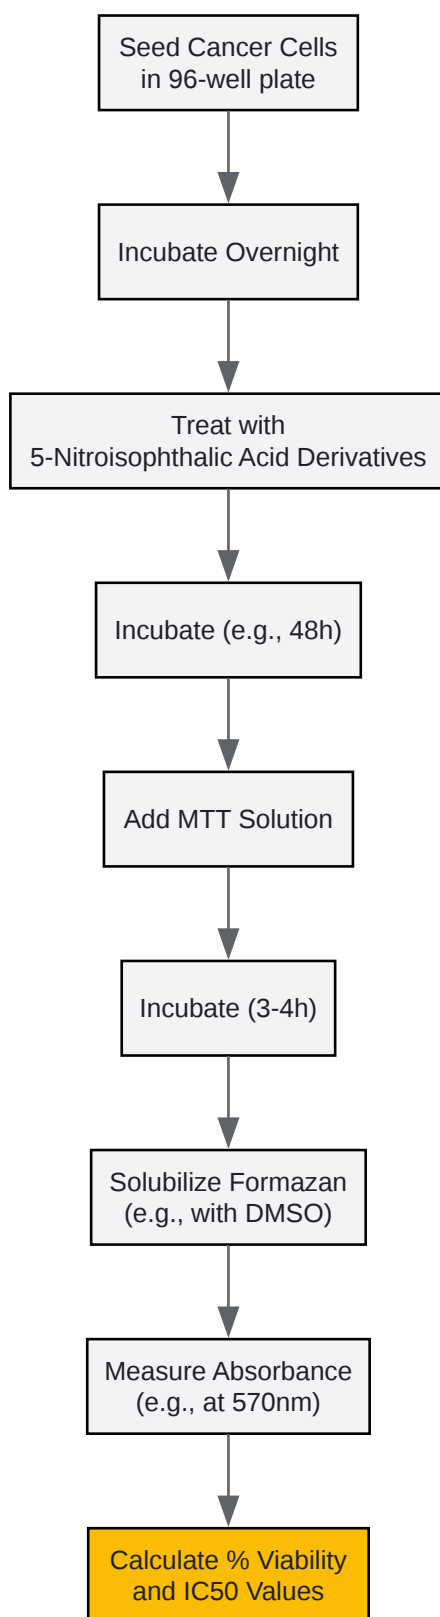 Seed Cancer Cells
in 96-well plate
Incubate Overnight
Treat with
5-Nitroisophthalic Acid Derivatives
Incubate (e.g., 48h)
Add MTT Solution
Incubate (3-4h)
Solubilize Formazan
(e.g., with DMSO)
Measure Absorbance
(e.g., at 570nm)
Calculate % Viability
and IC50 Values